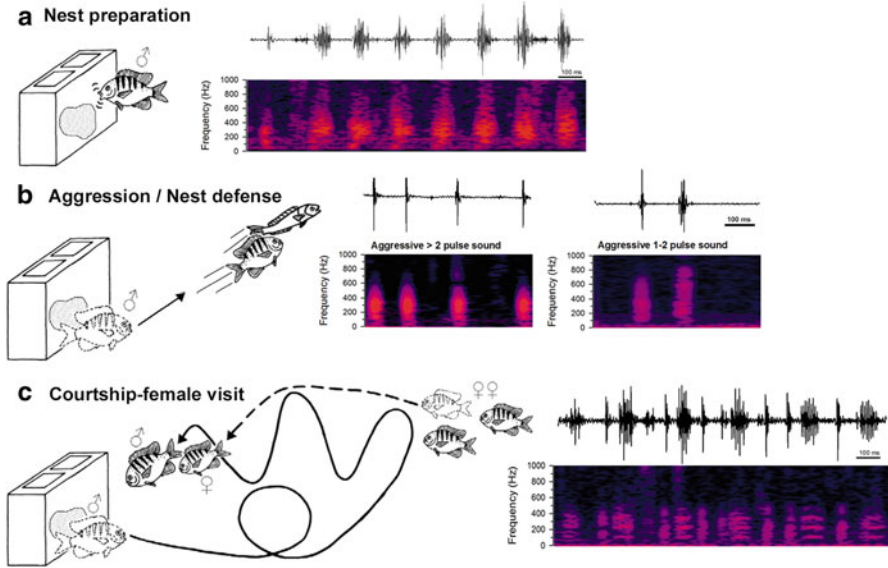 a Nest preparation
♂
100 ms
Frequency (Hz)
1000
800
600
400
200
0
b Aggression / Nest defense
♂
100 ms
Aggressive > 2 pulse sound
Aggressive 1-2 pulse sound
Frequency (Hz)
1000
800
600
400
200
0
Frequency (Hz)
1000
800
600
400
200
0
c Courtship-female visit
♀♀
♂
♀
♂
100 ms
Frequency (Hz)
1000
800
600
400
200
0